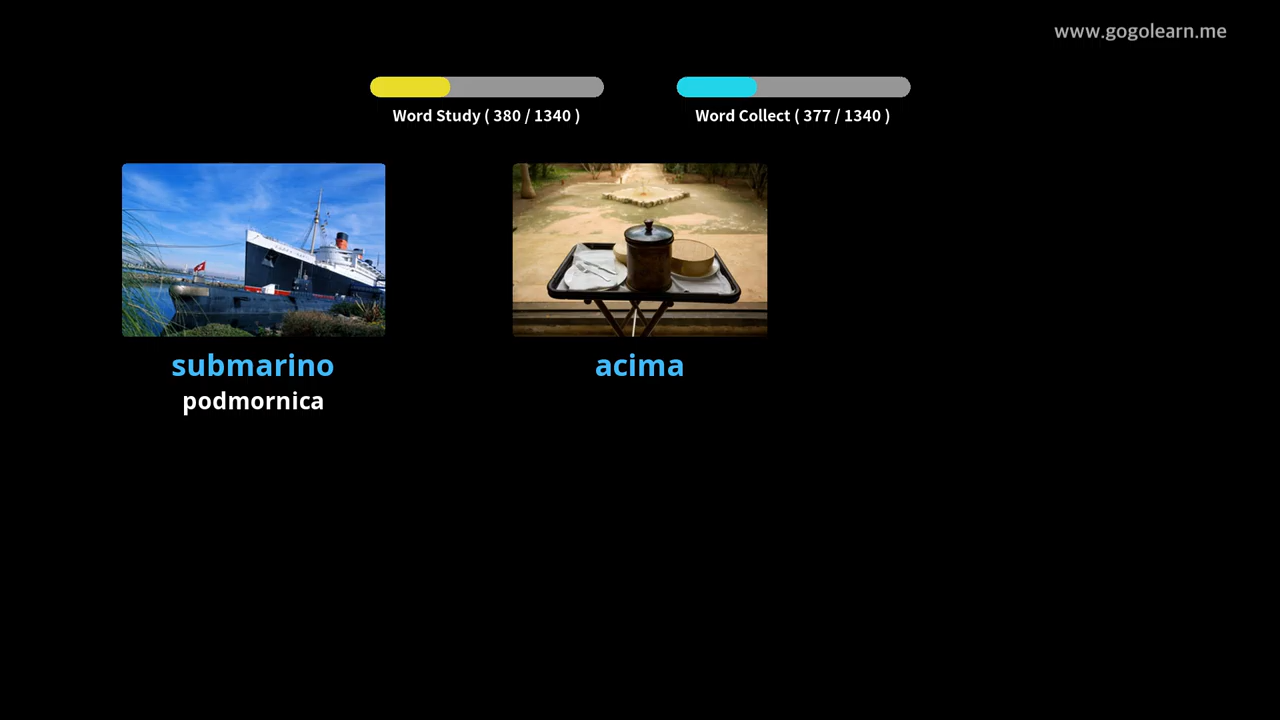 www.gogolearn.me
Word Study ( 380 / 1340 )
Word Collect ( 377 / 1340 )
submarino
podmornica
acima